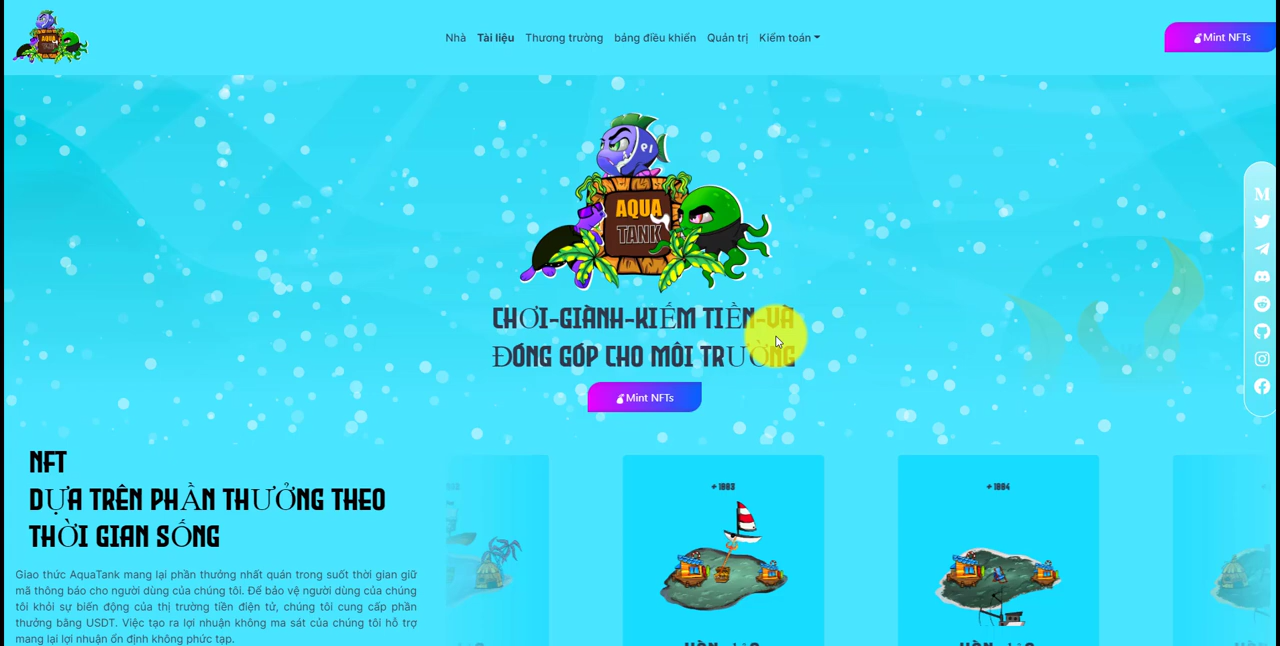 AQUA
TANK
Nhà
Tài liệu
Thương trường
bảng điều khiển
Quản trị
Kiểm toán
Mint NFTs
AQUA
TANK
CHƠI-GIÀNH-KIẾM TIỀN-VÀ
ĐÓNG GÓP CHO MÔI TRƯỜNG
Mint NFTs
NFT
DỰA TRÊN PHẦN THƯỞNG THEO
THỜI GIAN SỐNG
Giao thức AquaTank mang lại phần thưởng nhất quán trong suốt thời gian giữ
mã thông báo cho người dùng của chúng tôi. Để bảo vệ người dùng của chúng
tôi khỏi sự biến động của thị trường tiền điện tử, chúng tôi cung cấp phần
thưởng bằng USDT. Việc tạo ra lợi nhuận không ma sát của chúng tôi hỗ trợ
mang lại lợi nhuận ổn định không phức tạp.
# 1003
# 1004